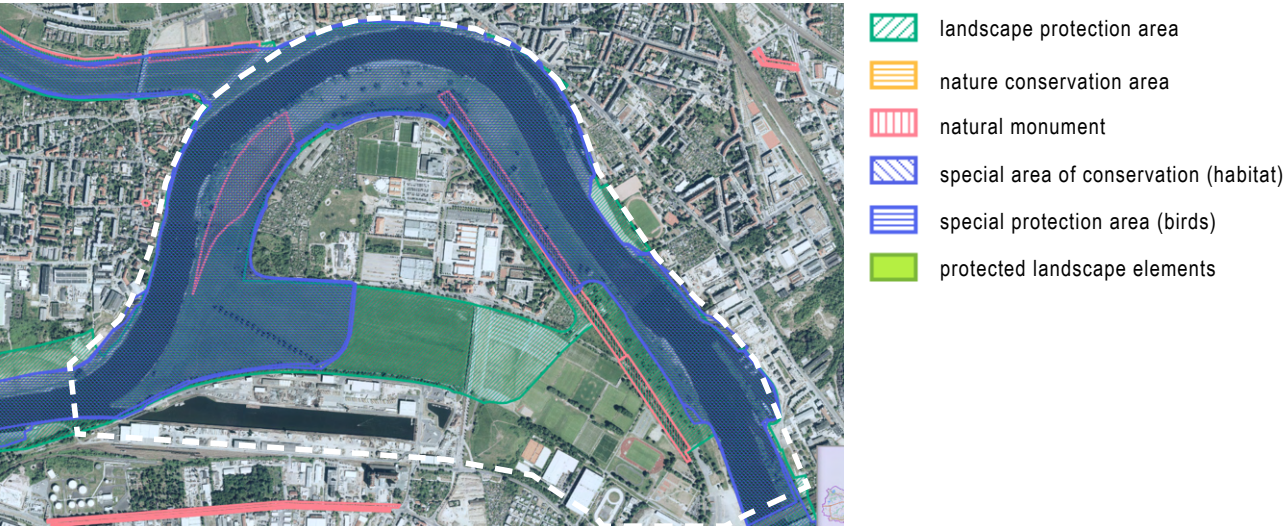 landscape protection area
nature conservation area
natural monument
special area of conservation (habitat)
special protection area (birds)
protected landscape elements